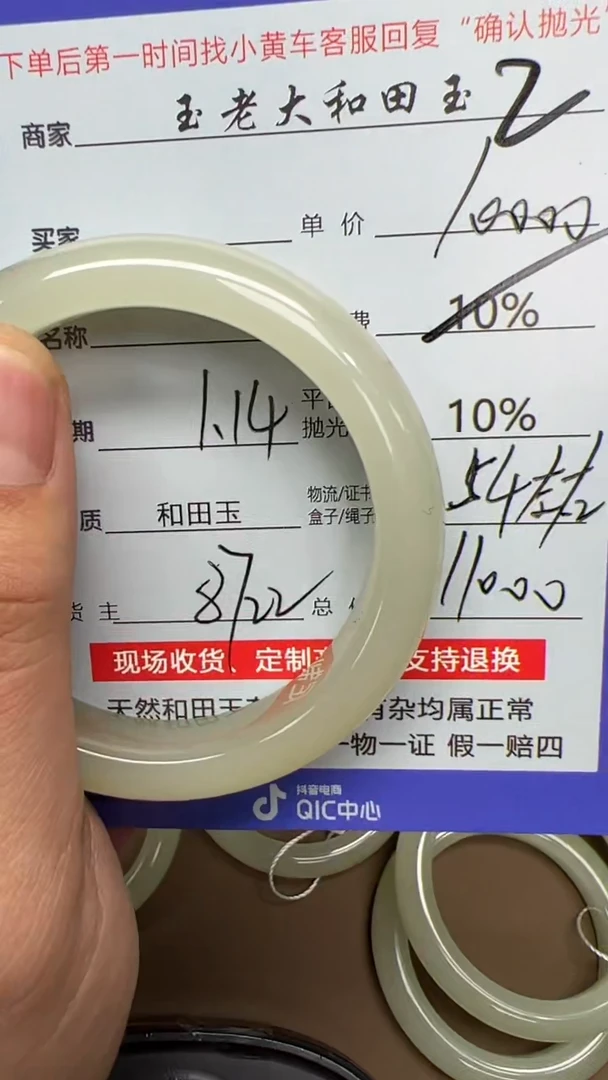 下单后第一时间找小黄车客服回复“确认抛光
商家 玉老大和田玉 2
买家 单价 10000
名称 费 10%
期 1.14 平 抛光 10%
质 和田玉 物流/证书 盒子/绳子 54左右
货主 8722 总 11000
现场收货、定制 支持退换
天然和田玉 有杂均属正常
一物一证 假一赔四
抖音电商
QIC中心